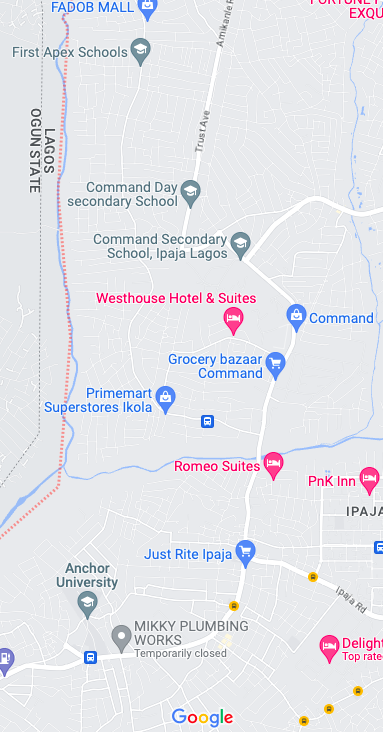 FORTUNE P
EXQU
FADOB MALL
First Apex Schools
Amikanle R
Trust Ave
LAGOS
OGUN STATE
Command Day
secondary School
Command Secondary
School, Ipaja Lagos
Westhouse Hotel & Suites
Command
Grocery bazaar
Command
Primemart
Superstores Ikola
Romeo Suites
PnK Inn
IPAJA
Just Rite Ipaja
Anchor
University
Ipaja Rd
MIKKY PLUMBING
WORKS
Temporarily closed
Delight
Top rate
Google